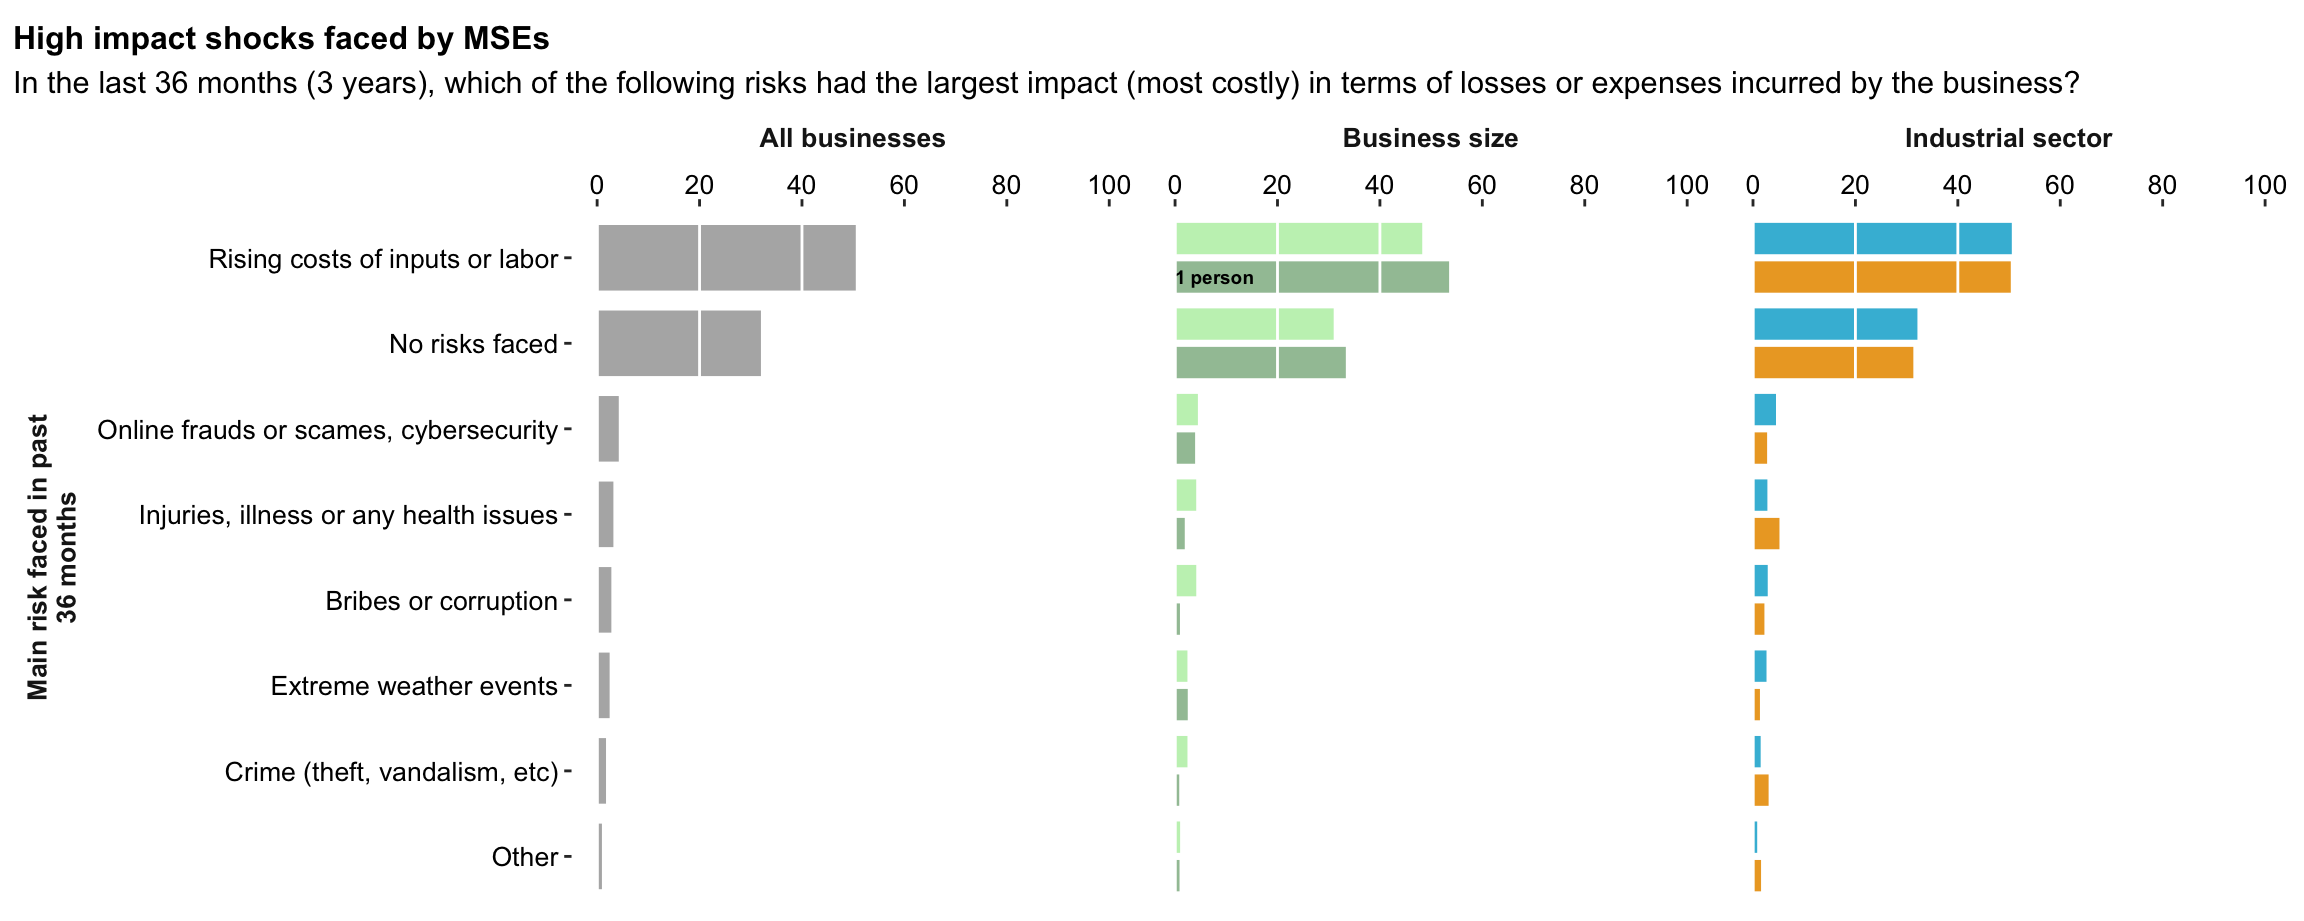 High impact shocks faced by MSEs
In the last 36 months (3 years), which of the following risks had the largest impact (most costly) in terms of losses or expenses incurred by the business?
All businesses
Business size
Industrial sector
0 20 40 60 80 100
0 20 40 60 80 100
0 20 40 60 80 100
Main risk faced in past
36 months
Rising costs of inputs or labor
1 person
No risks faced
Online frauds or scames, cybersecurity
Injuries, illness or any health issues
Bribes or corruption
Extreme weather events
Crime (theft, vandalism, etc)
Other